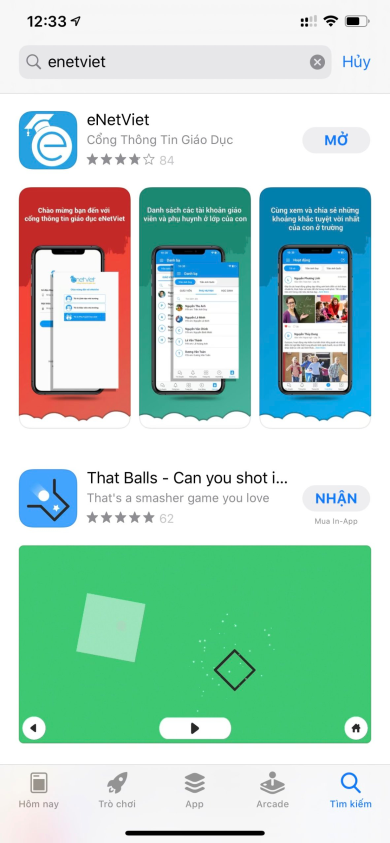 12:33
enetviet
Hủy
eNetViet
Cổng Thông Tin Giáo Dục
84
MỞ
Chào mừng bạn đến với
cổng thông tin giáo dục eNetViet
Danh sách các tài khoản giáo
viên và phụ huynh ở lớp của con
Cùng xem và chia sẻ những
khoảng khắc tuyệt vời nhất
của con ở trường
That Balls - Can you shot i...
That's a smasher game you love
62
NHẬN
Mua In-App
Hôm nay
Trò chơi
App
Arcade
Tìm kiếm